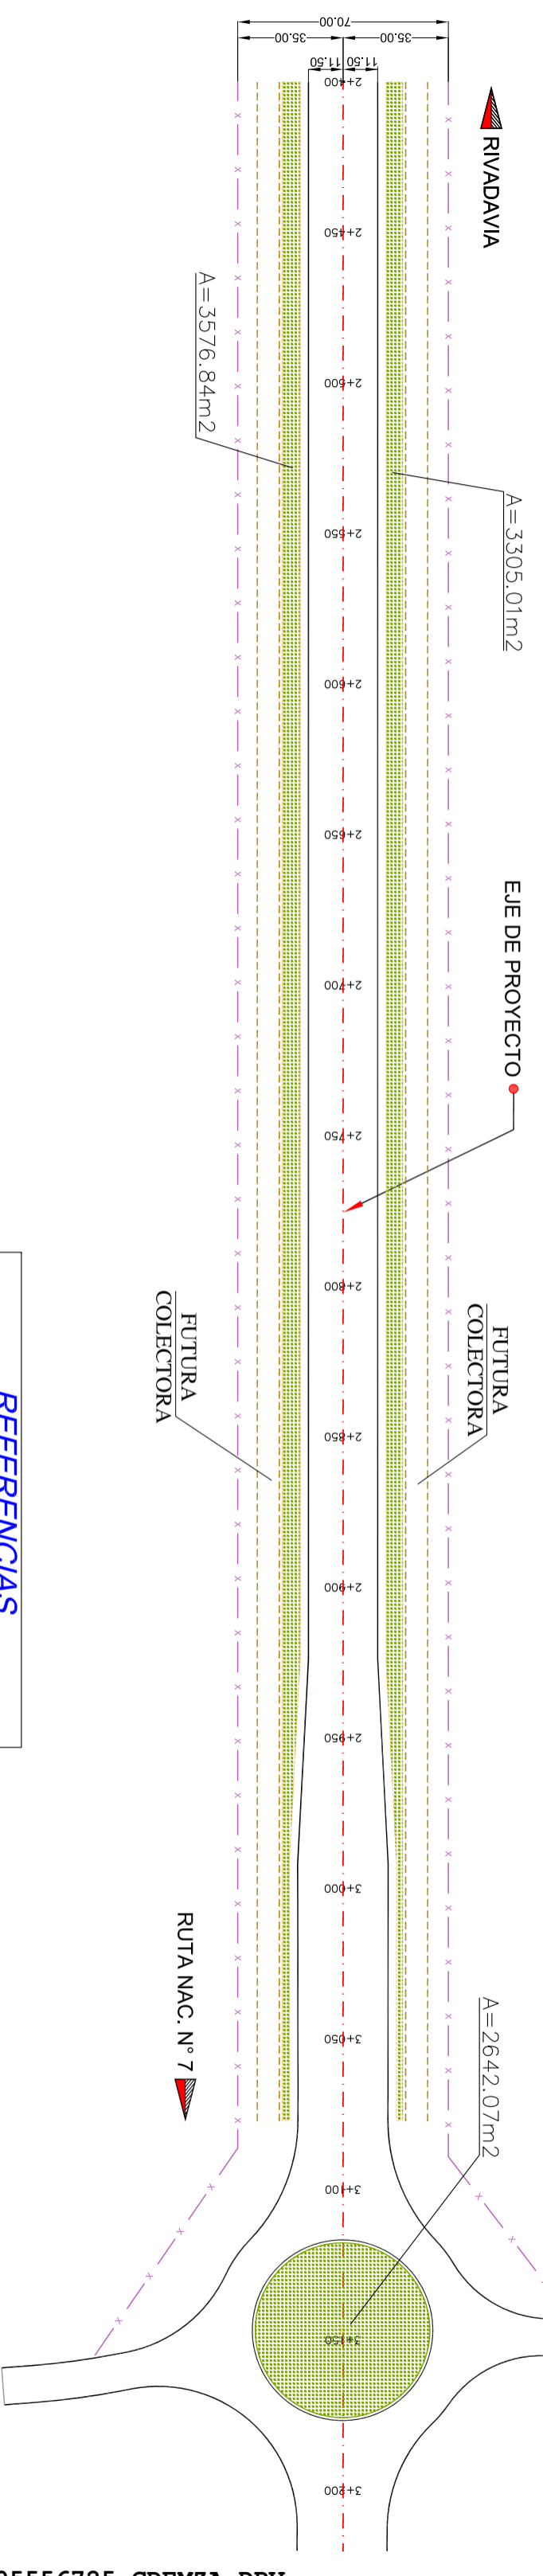 70.00
35.00
35.00
11.50
11.50
2+400
RIVADAVIA
2+450
A=3576.84m2
2+500
A=3305.01m2
2+550
2+600
2+650
2+700
EJE DE PROYECTO
2+750
2+800
FUTURA
COLECTORA
FUTURA
COLECTORA
2+850
REFERENCIAS
2+900
2+950
3+000
RUTA NAC. N° 7
3+050
A=2642.07m2
3+100
3+150
3+200